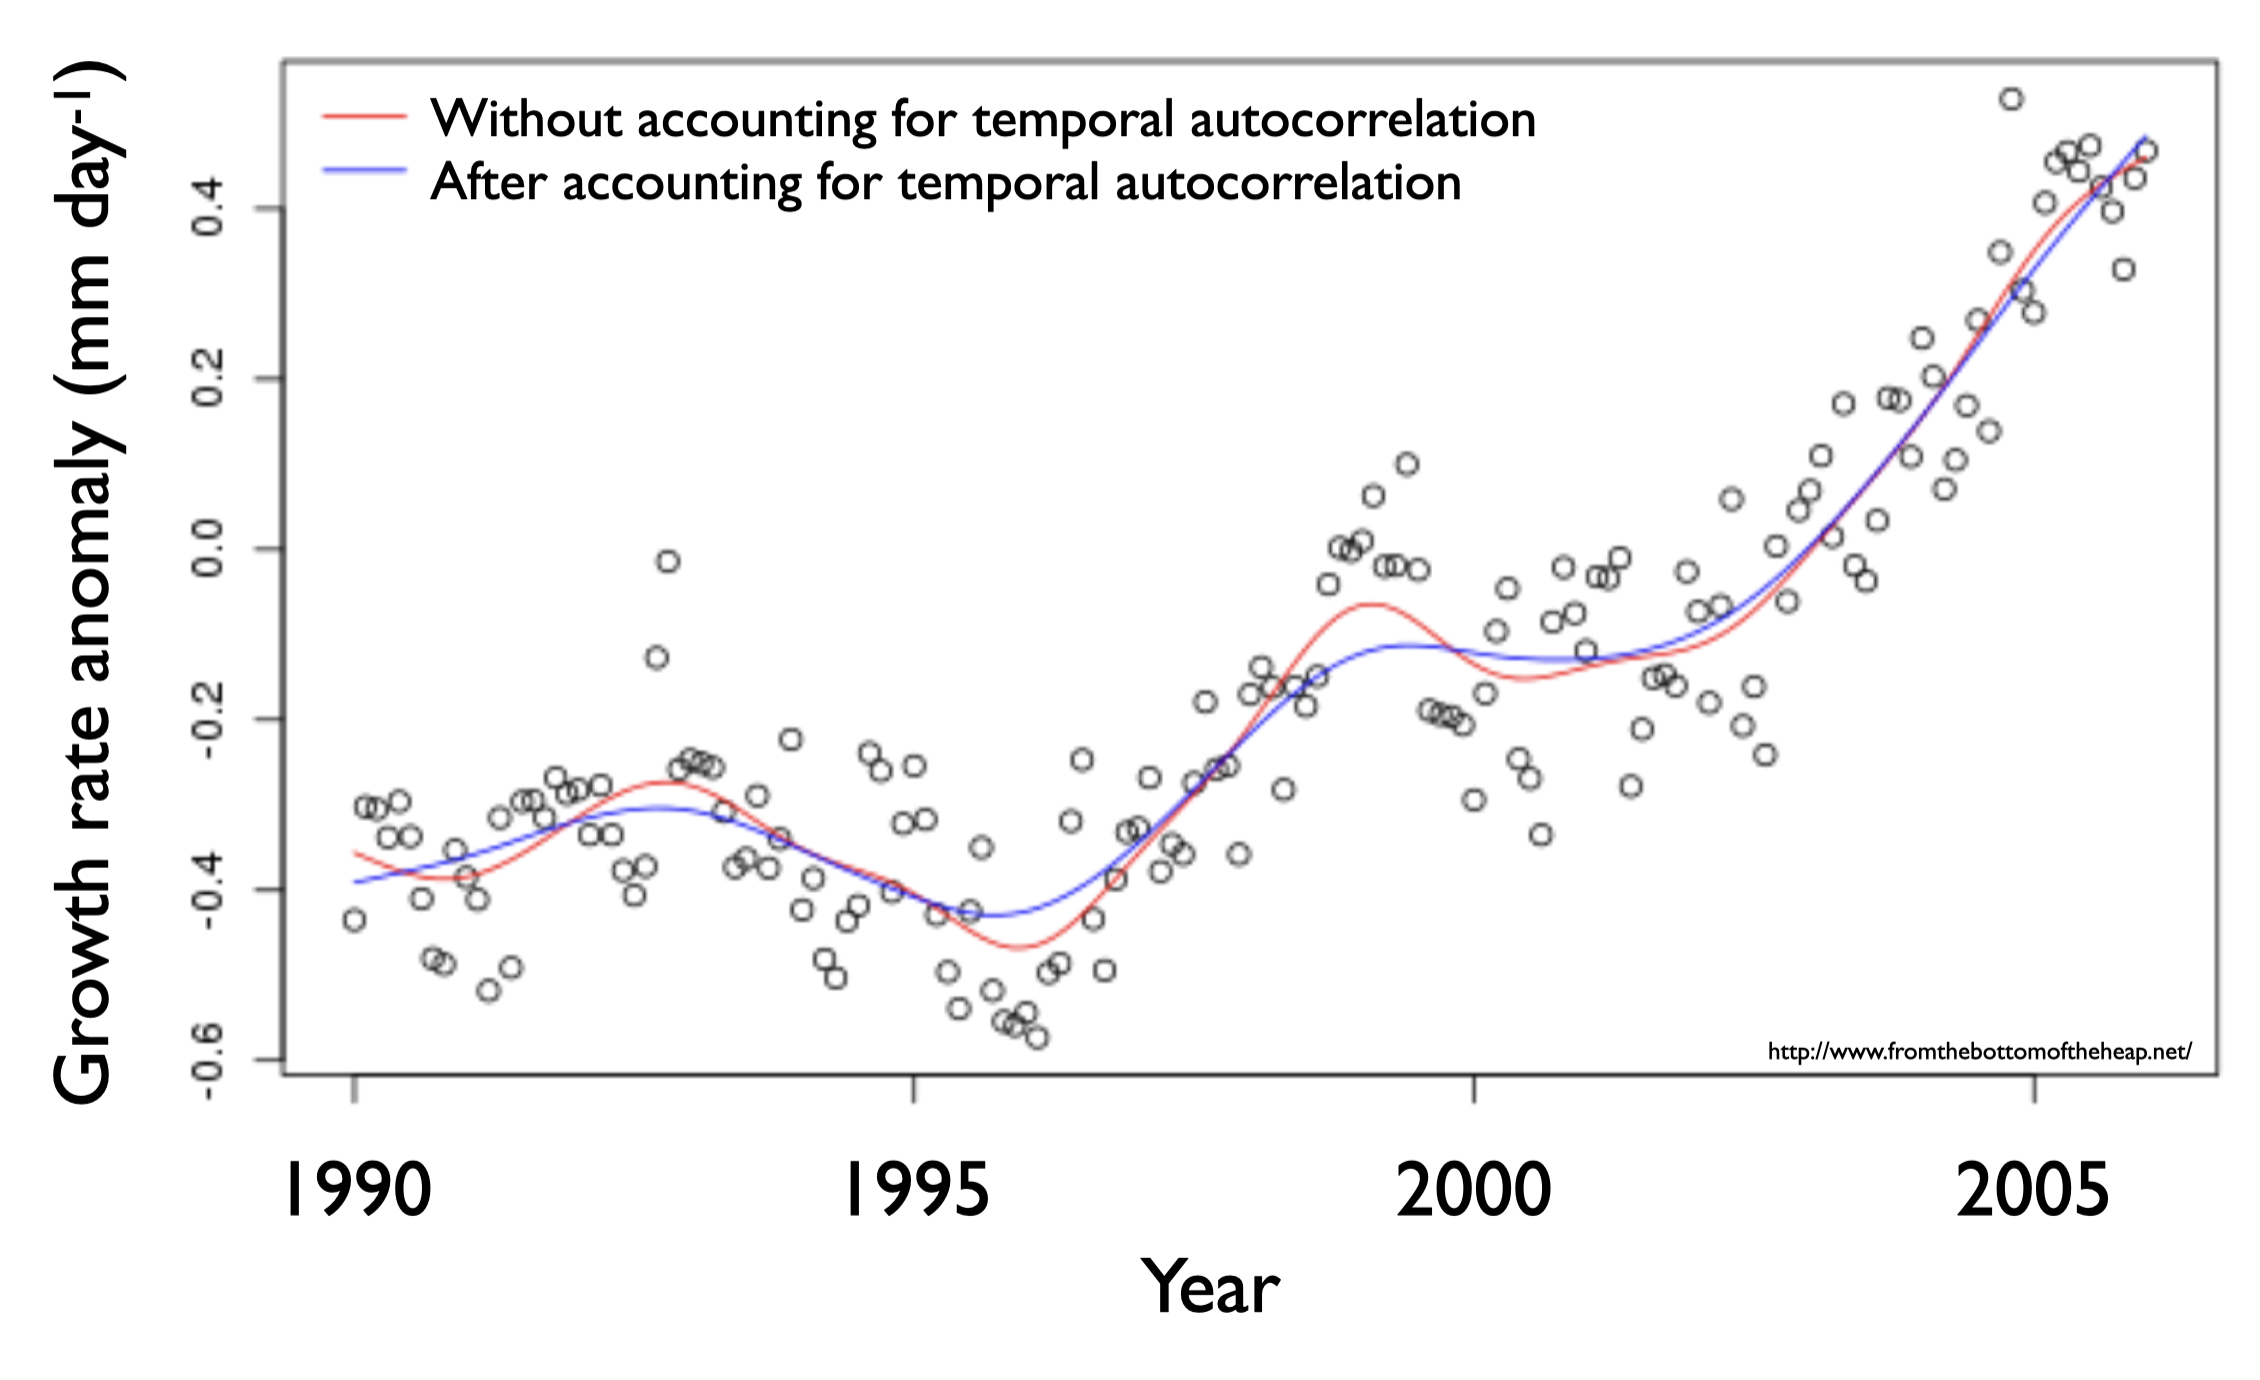 Without accounting for temporal autocorrelation
After accounting for temporal autocorrelation
Growth rate anomaly (mm day-1)
0.4
0.2
0.0
-0.2
-0.4
-0.6
http://www.fromthebottomoftheheap.net/
1990 1995 2000 2005
Year